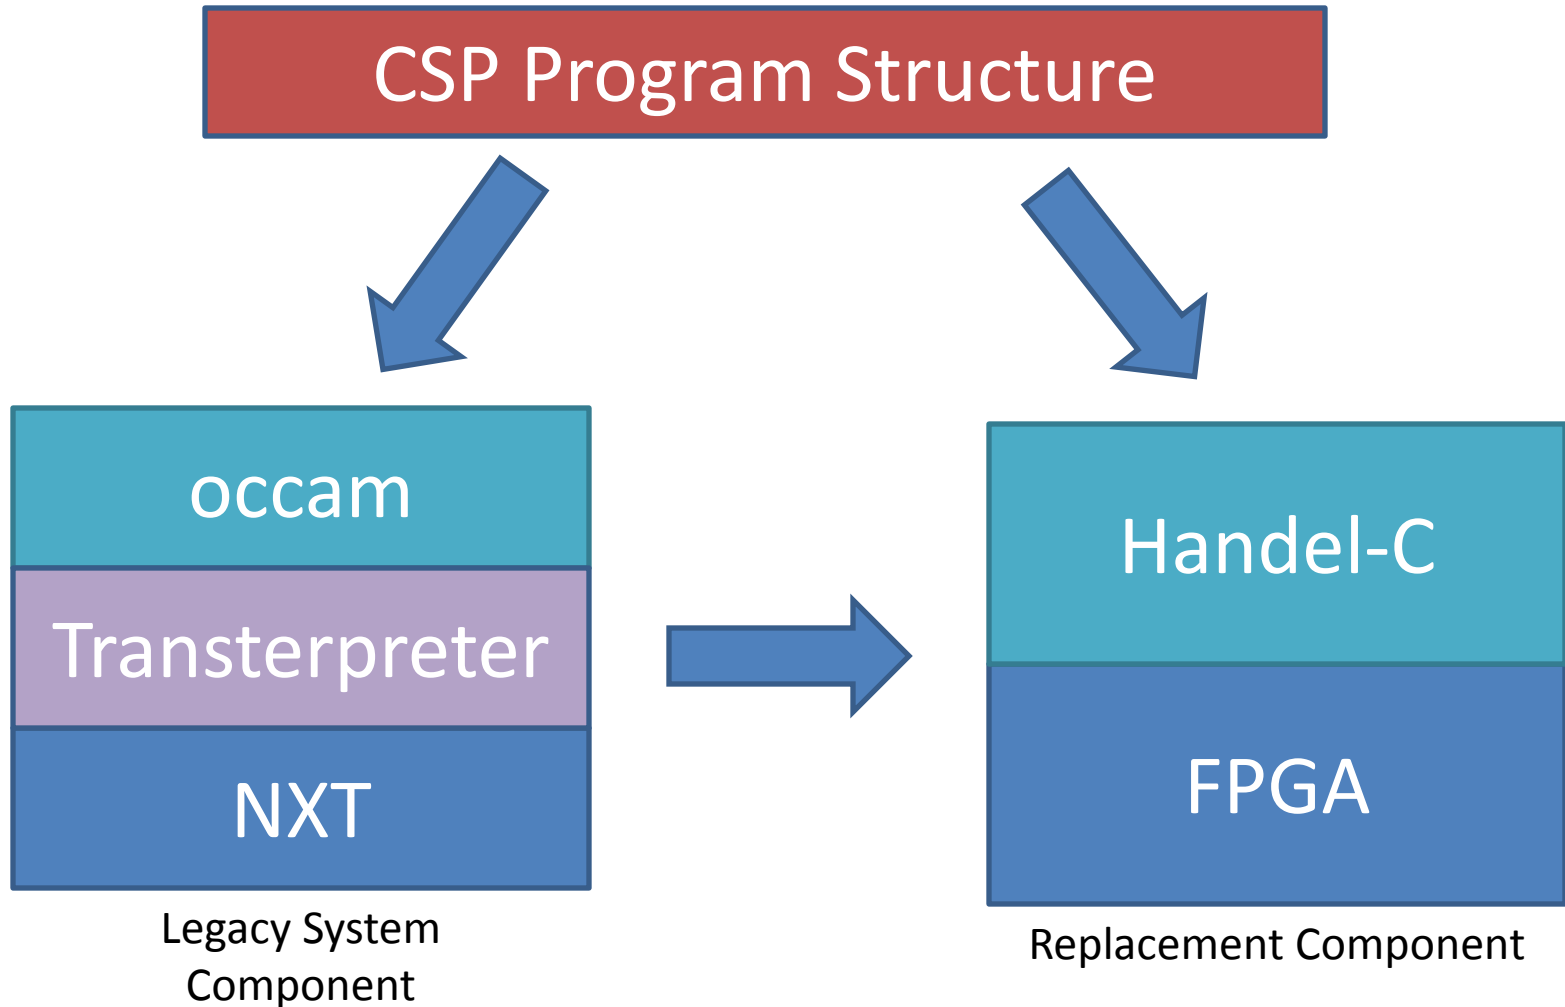 CSP Program Structure
occam
Transterpreter
NXT
Legacy System
Component
Handel-C
FPGA
Replacement Component